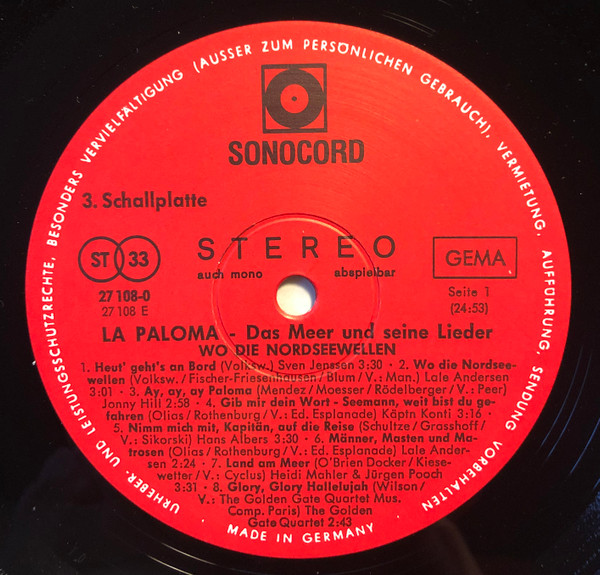 URHEBER- UND LEISTUNGSSCHUTZRECHTE, BESONDERS VERVIELFÄLTIGUNG (AUSSER ZUM PERSÖNLICHEN GEBRAUCH), VERMIETUNG, AUFFÜHRUNG, SENDUNG VORBEHALTEN
SONOCORD
3. Schallplatte
STEREO
auch mono abspielbar
ST 33
GEMA
27 108-0
27 108 E
Seite 1
(24:53)
LA PALOMA - Das Meer und seine Lieder
WO DIE NORDSEEWELLEN
1. Heut' geht's an Bord (Volksw.) Sven Jenssen 3:30 · 2. Wo die Nordsee-
wellen (Volksw. / Fischer-Friesenhausen / Blum / V.: Man.) Lale Andersen
3:01 · 3. Ay, ay, ay Paloma (Mendez / Moesser / Rödelberger / V.: Peer)
Jonny Hill 2:58 · 4. Gib mir dein Wort - Seemann, weit bist du ge-
fahren (Olias / Rothenburg / V.: Ed. Esplanade) Käptn Konti 3:16 ·
5. Nimm mich mit, Kapitän, auf die Reise (Schultze / Grasshoff /
V.: Sikorski) Hans Albers 3:30 · 6. Männer, Masten und Ma-
trosen (Olias / Rothenburg / V.: Ed. Esplanade) Lale Ander-
sen 2:24 · 7. Land am Meer (O'Brien Docker / Kiese-
wetter / V.: Cyclus) Heidi Mahler & Jürgen Pooch
3:31 · 8. Glory, Glory Hallelujah (Wilson /
V.: The Golden Gate Quartet Mus.
Comp. Paris) The Golden
Gate Quartet 2:43
· MADE IN GERMANY ·